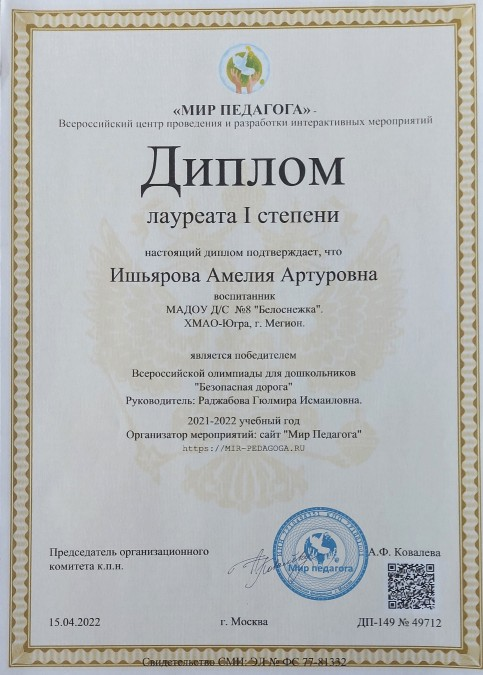 «МИР ПЕДАГОГА» -
Всероссийский центр проведения и разработки интерактивных мероприятий
Диплом
лауреата I степени
настоящий диплом подтверждает, что
Ишьярова Амелия Артуровна
воспитанник
МАДОУ Д/С №8 "Белоснежка".
ХМАО-Югра, г. Мегион.
является победителем
Всероссийской олимпиады для дошкольников
"Безопасная дорога"
Руководитель: Раджабова Гюлмира Исмаиловна.
2021-2022 учебный год
Организатор мероприятий: сайт "Мир Педагога"
https://MIR-PEDAGOGA.RU
Председатель организационного
комитета к.п.н.
А.Ф. Ковалева
Мир педагога
15.04.2022
г. Москва
ДП-149 № 49712
Свидетельство СМИ: ЭЛ № ФС 77-81332